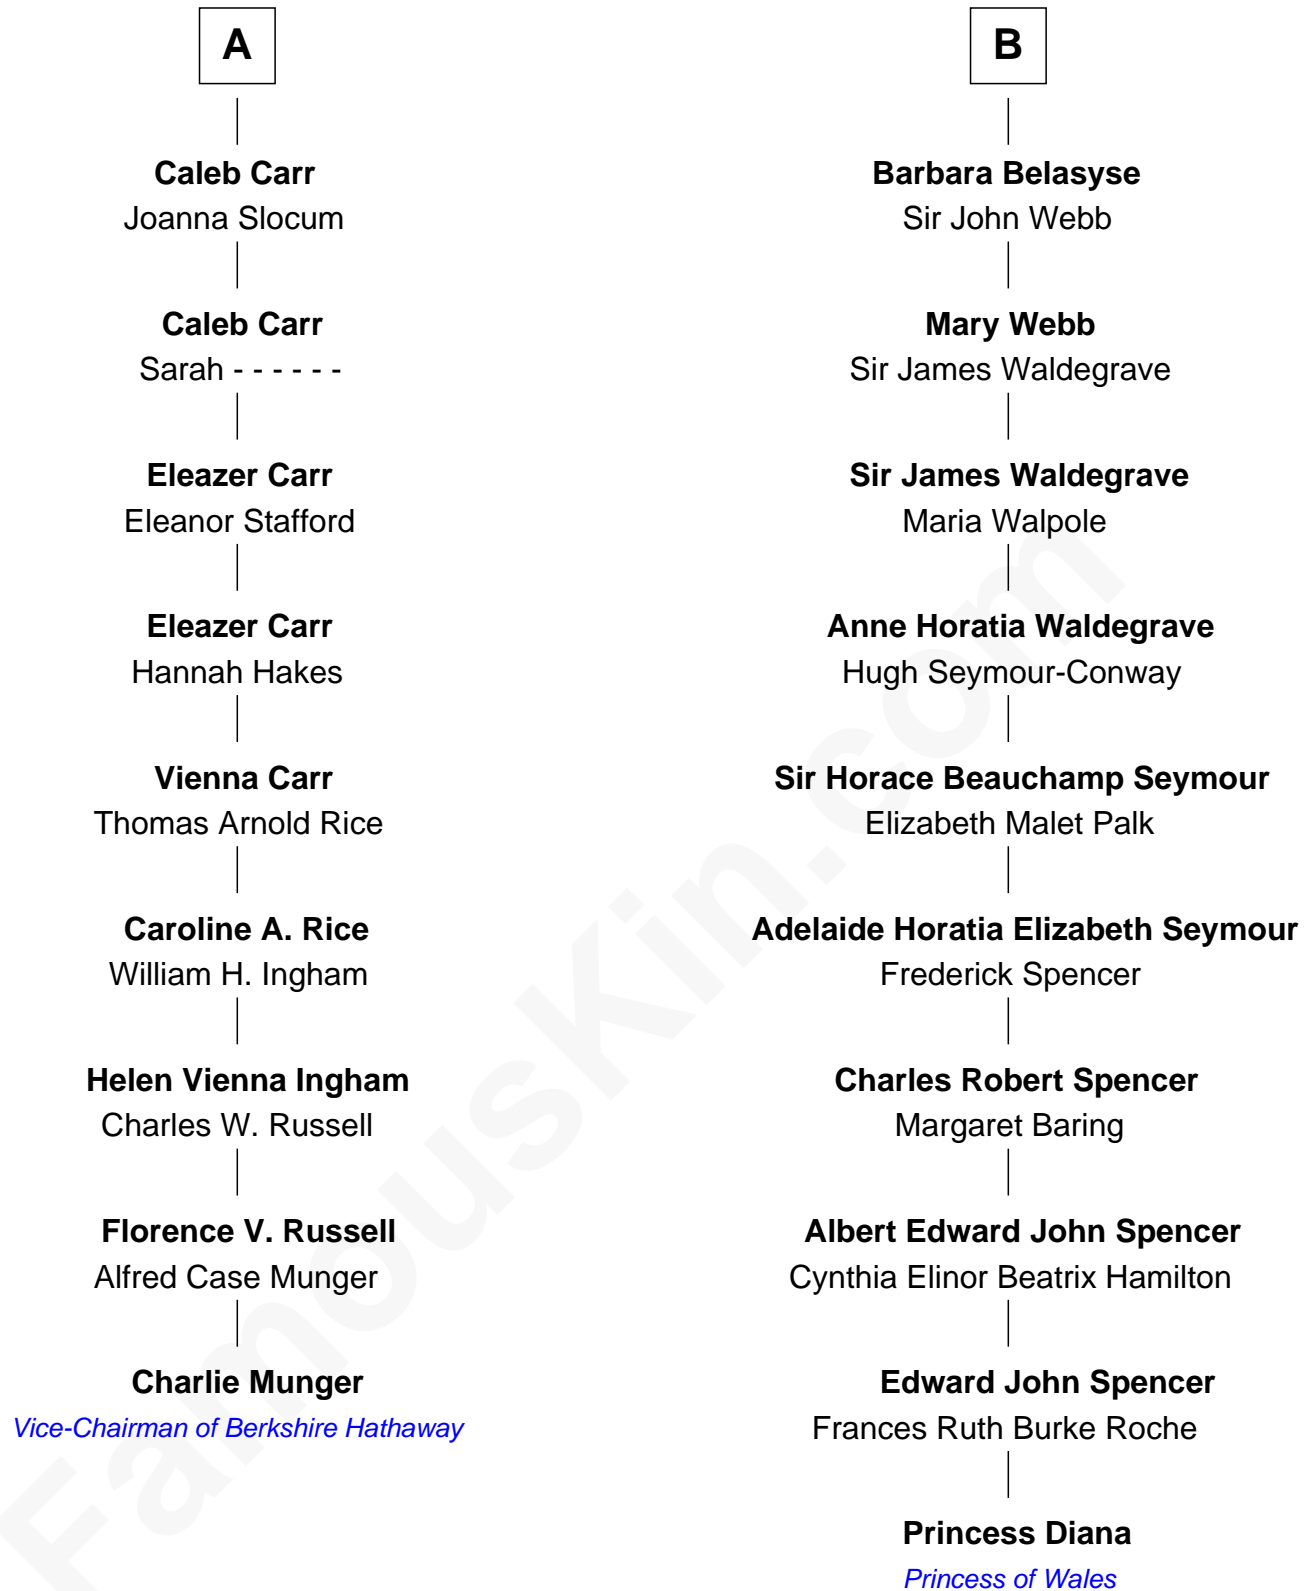 A
Caleb Carr
Joanna Slocum
Caleb Carr
Sarah - - - - - -
Eleazer Carr
Eleanor Stafford
Eleazer Carr
Hannah Hakes
Vienna Carr
Thomas Arnold Rice
Caroline A. Rice
William H. Ingham
Helen Vienna Ingham
Charles W. Russell
Florence V. Russell
Alfred Case Munger
Charlie Munger
Vice-Chairman of Berkshire Hathaway
B
Barbara Belasyse
Sir John Webb
Mary Webb
Sir James Waldegrave
Sir James Waldegrave
Maria Walpole
Anne Horatia Waldegrave
Hugh Seymour-Conway
Sir Horace Beauchamp Seymour
Elizabeth Malet Palk
Adelaide Horatia Elizabeth Seymour
Frederick Spencer
Charles Robert Spencer
Margaret Baring
Albert Edward John Spencer
Cynthia Elinor Beatrix Hamilton
Edward John Spencer
Frances Ruth Burke Roche
Princess Diana
Princess of Wales
FamousKin.com